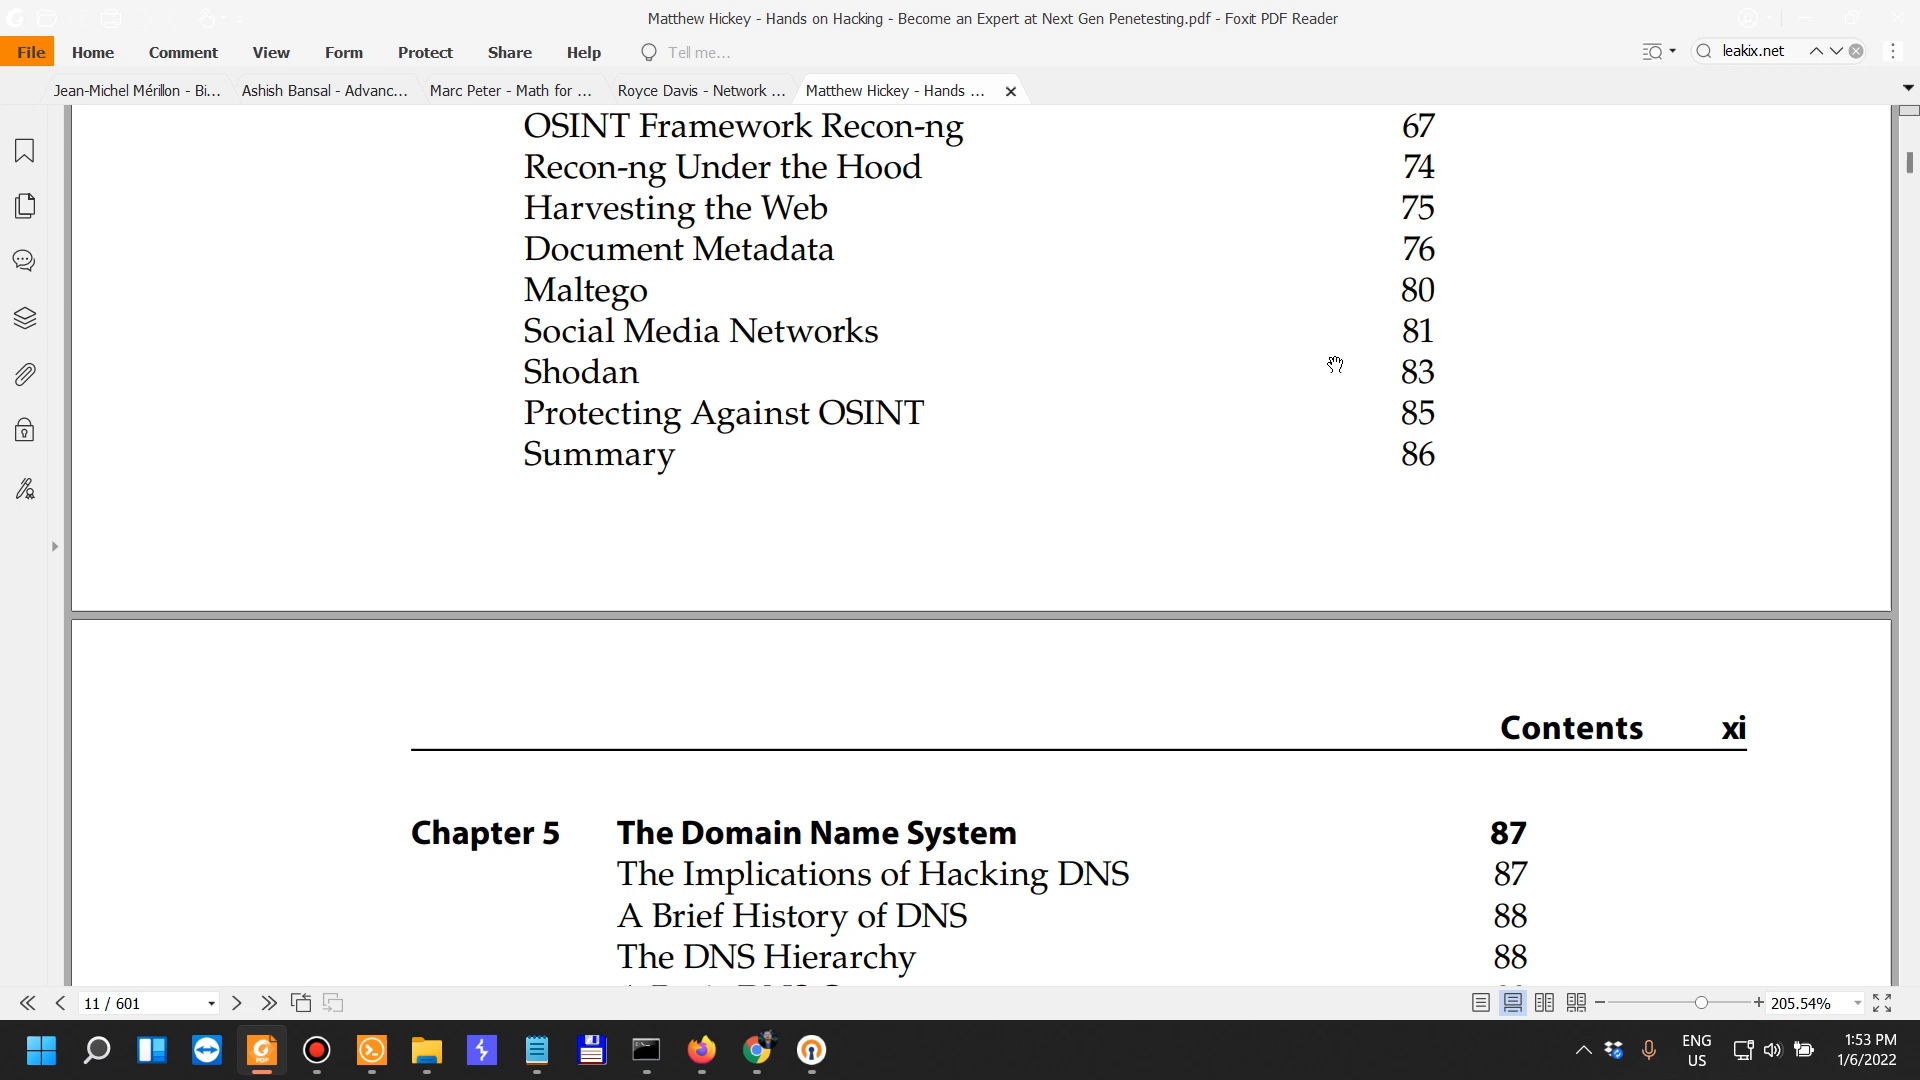 Matthew Hickey - Hands on Hacking - Become an Expert at Next Gen Penetesting.pdf - Foxit PDF Reader
File Home Comment View Form Protect Share Help Tell me... leakix.net
Jean-Michel Mérillon - Bi... Ashish Bansal - Advanc... Marc Peter - Math for ... Royce Davis - Network ... Matthew Hickey - Hands ...
OSINT Framework Recon-ng 67
Recon-ng Under the Hood 74
Harvesting the Web 75
Document Metadata 76
Maltego 80
Social Media Networks 81
Shodan 83
Protecting Against OSINT 85
Summary 86
Contents xi
Chapter 5 The Domain Name System 87
The Implications of Hacking DNS 87
A Brief History of DNS 88
The DNS Hierarchy 88
11 / 601 205.54%
ENG 1:53 PM
US 1/6/2022